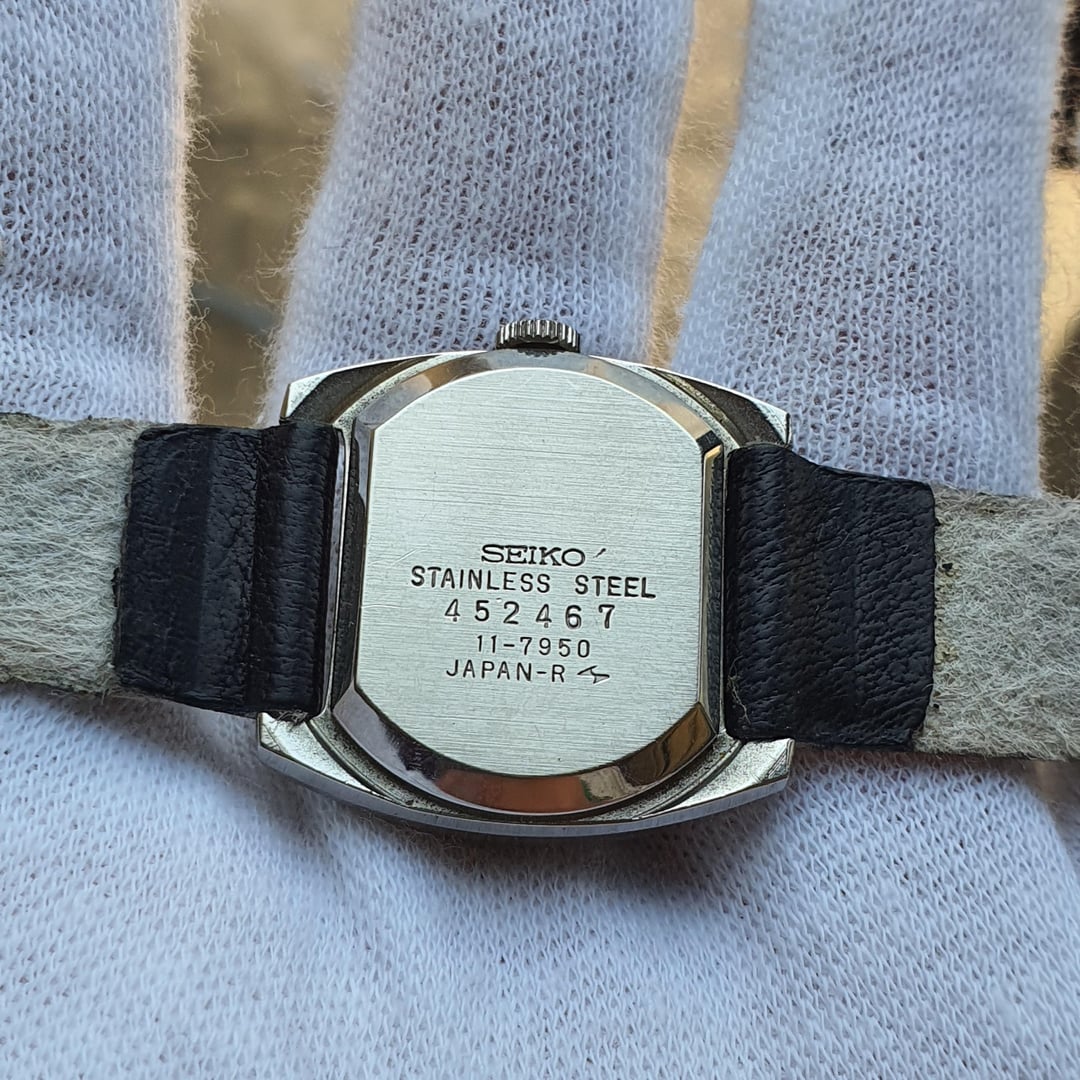 SEIKO
STAINLESS STEEL
452467
11-7950
JAPAN-R